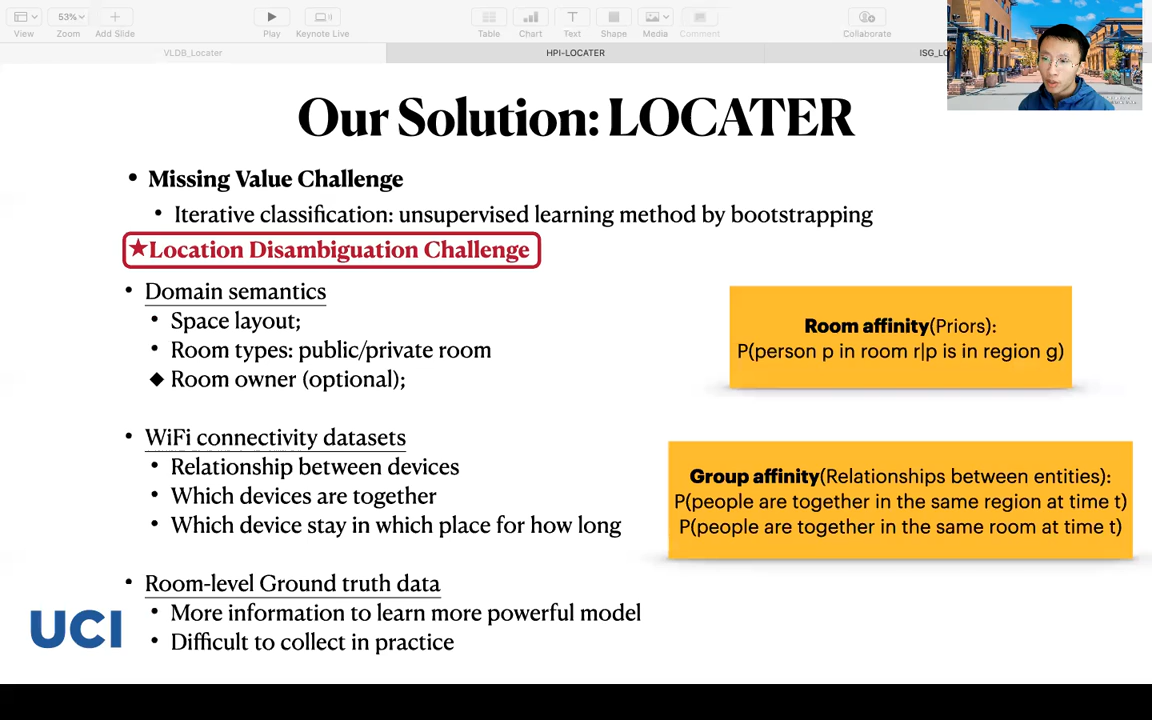 53%
View
Zoom
Add Slide
Play
Keynote Live
Table
Chart
Text
Shape
Media
Comment
Collaborate
VLDB_Locater
HPI-LOCATER
ISG_LO
Our Solution: LOCATER
• Missing Value Challenge
• Iterative classification: unsupervised learning method by bootstrapping
★Location Disambiguation Challenge
• Domain semantics
• Space layout;
• Room types: public/private room
◆ Room owner (optional);
Room affinity(Priors):
P(person p in room r|p is in region g)
• WiFi connectivity datasets
• Relationship between devices
• Which devices are together
• Which device stay in which place for how long
Group affinity(Relationships between entities):
P(people are together in the same region at time t)
P(people are together in the same room at time t)
• Room-level Ground truth data
• More information to learn more powerful model
• Difficult to collect in practice
UCI